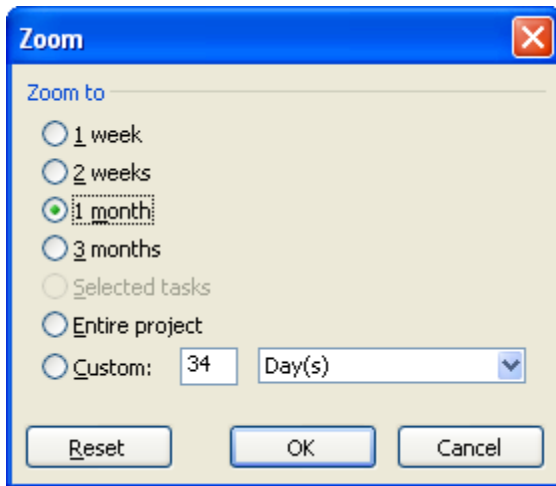 Zoom
Zoom to
1 week
2 weeks
1 month
3 months
Selected tasks
Entire project
Custom: 34 Day(s)
Reset OK Cancel